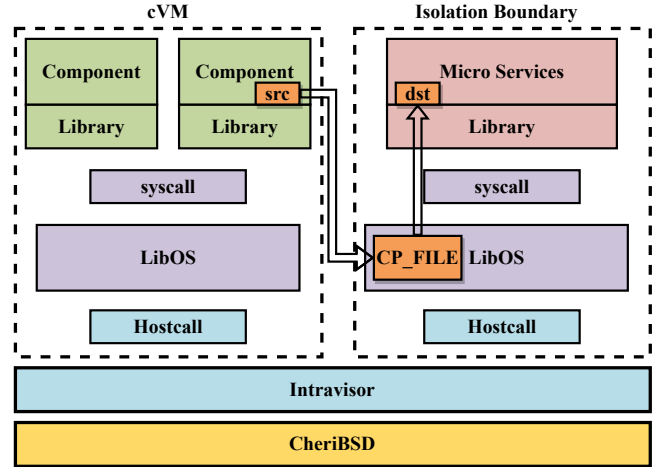 cVM
Isolation Boundary
Component
Component
src
Library
Library
syscall
LibOS
Hostcall
Micro Services
dst
Library
syscall
CP_FILE
LibOS
Hostcall
Intravisor
CheriBSD